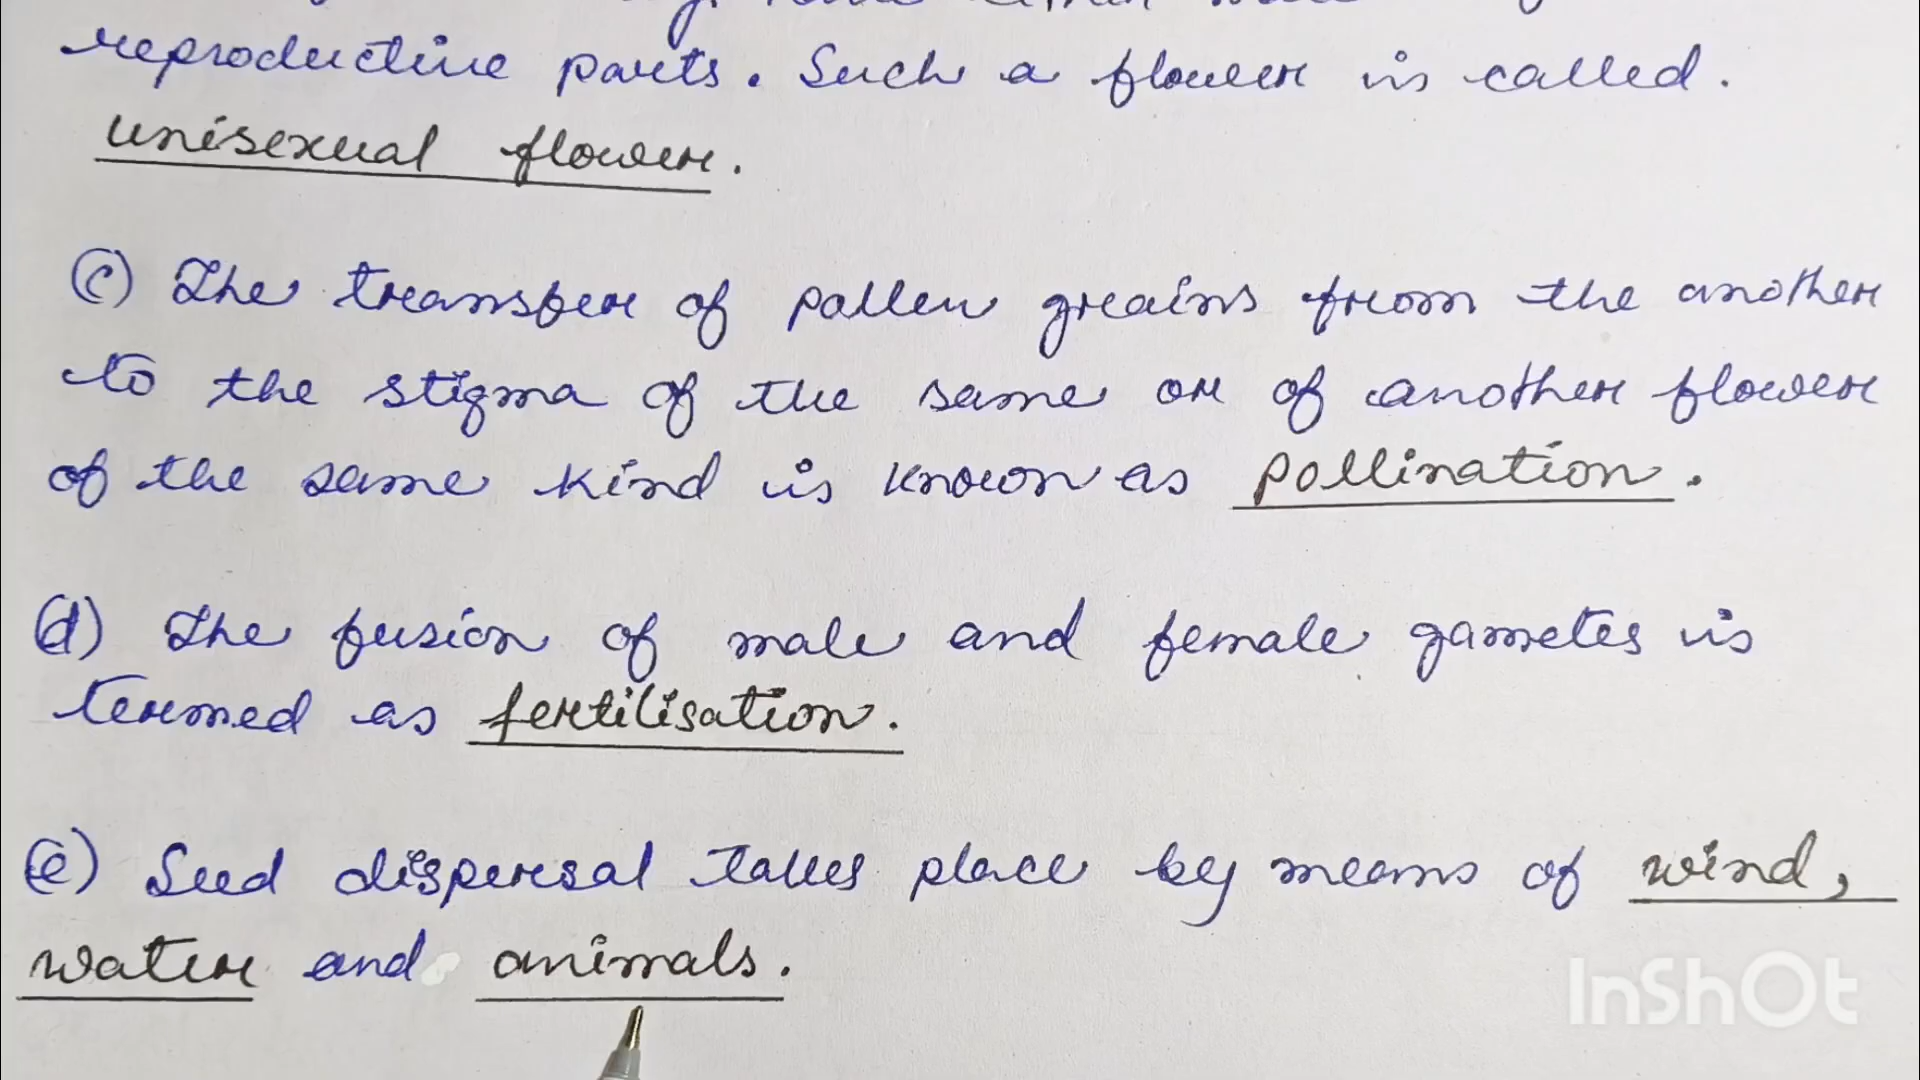 reproductive parts. Such a flower is called.
unisexual flower.
(c) The transfer of pollen grains from the another
to the stigma of the same or of another flower
of the same kind is known as pollination.
(d) The fusion of male and female gametes is
termed as fertilisation.
(e) Seed dispersal takes place by means of wind,
water and animals.
InShOt